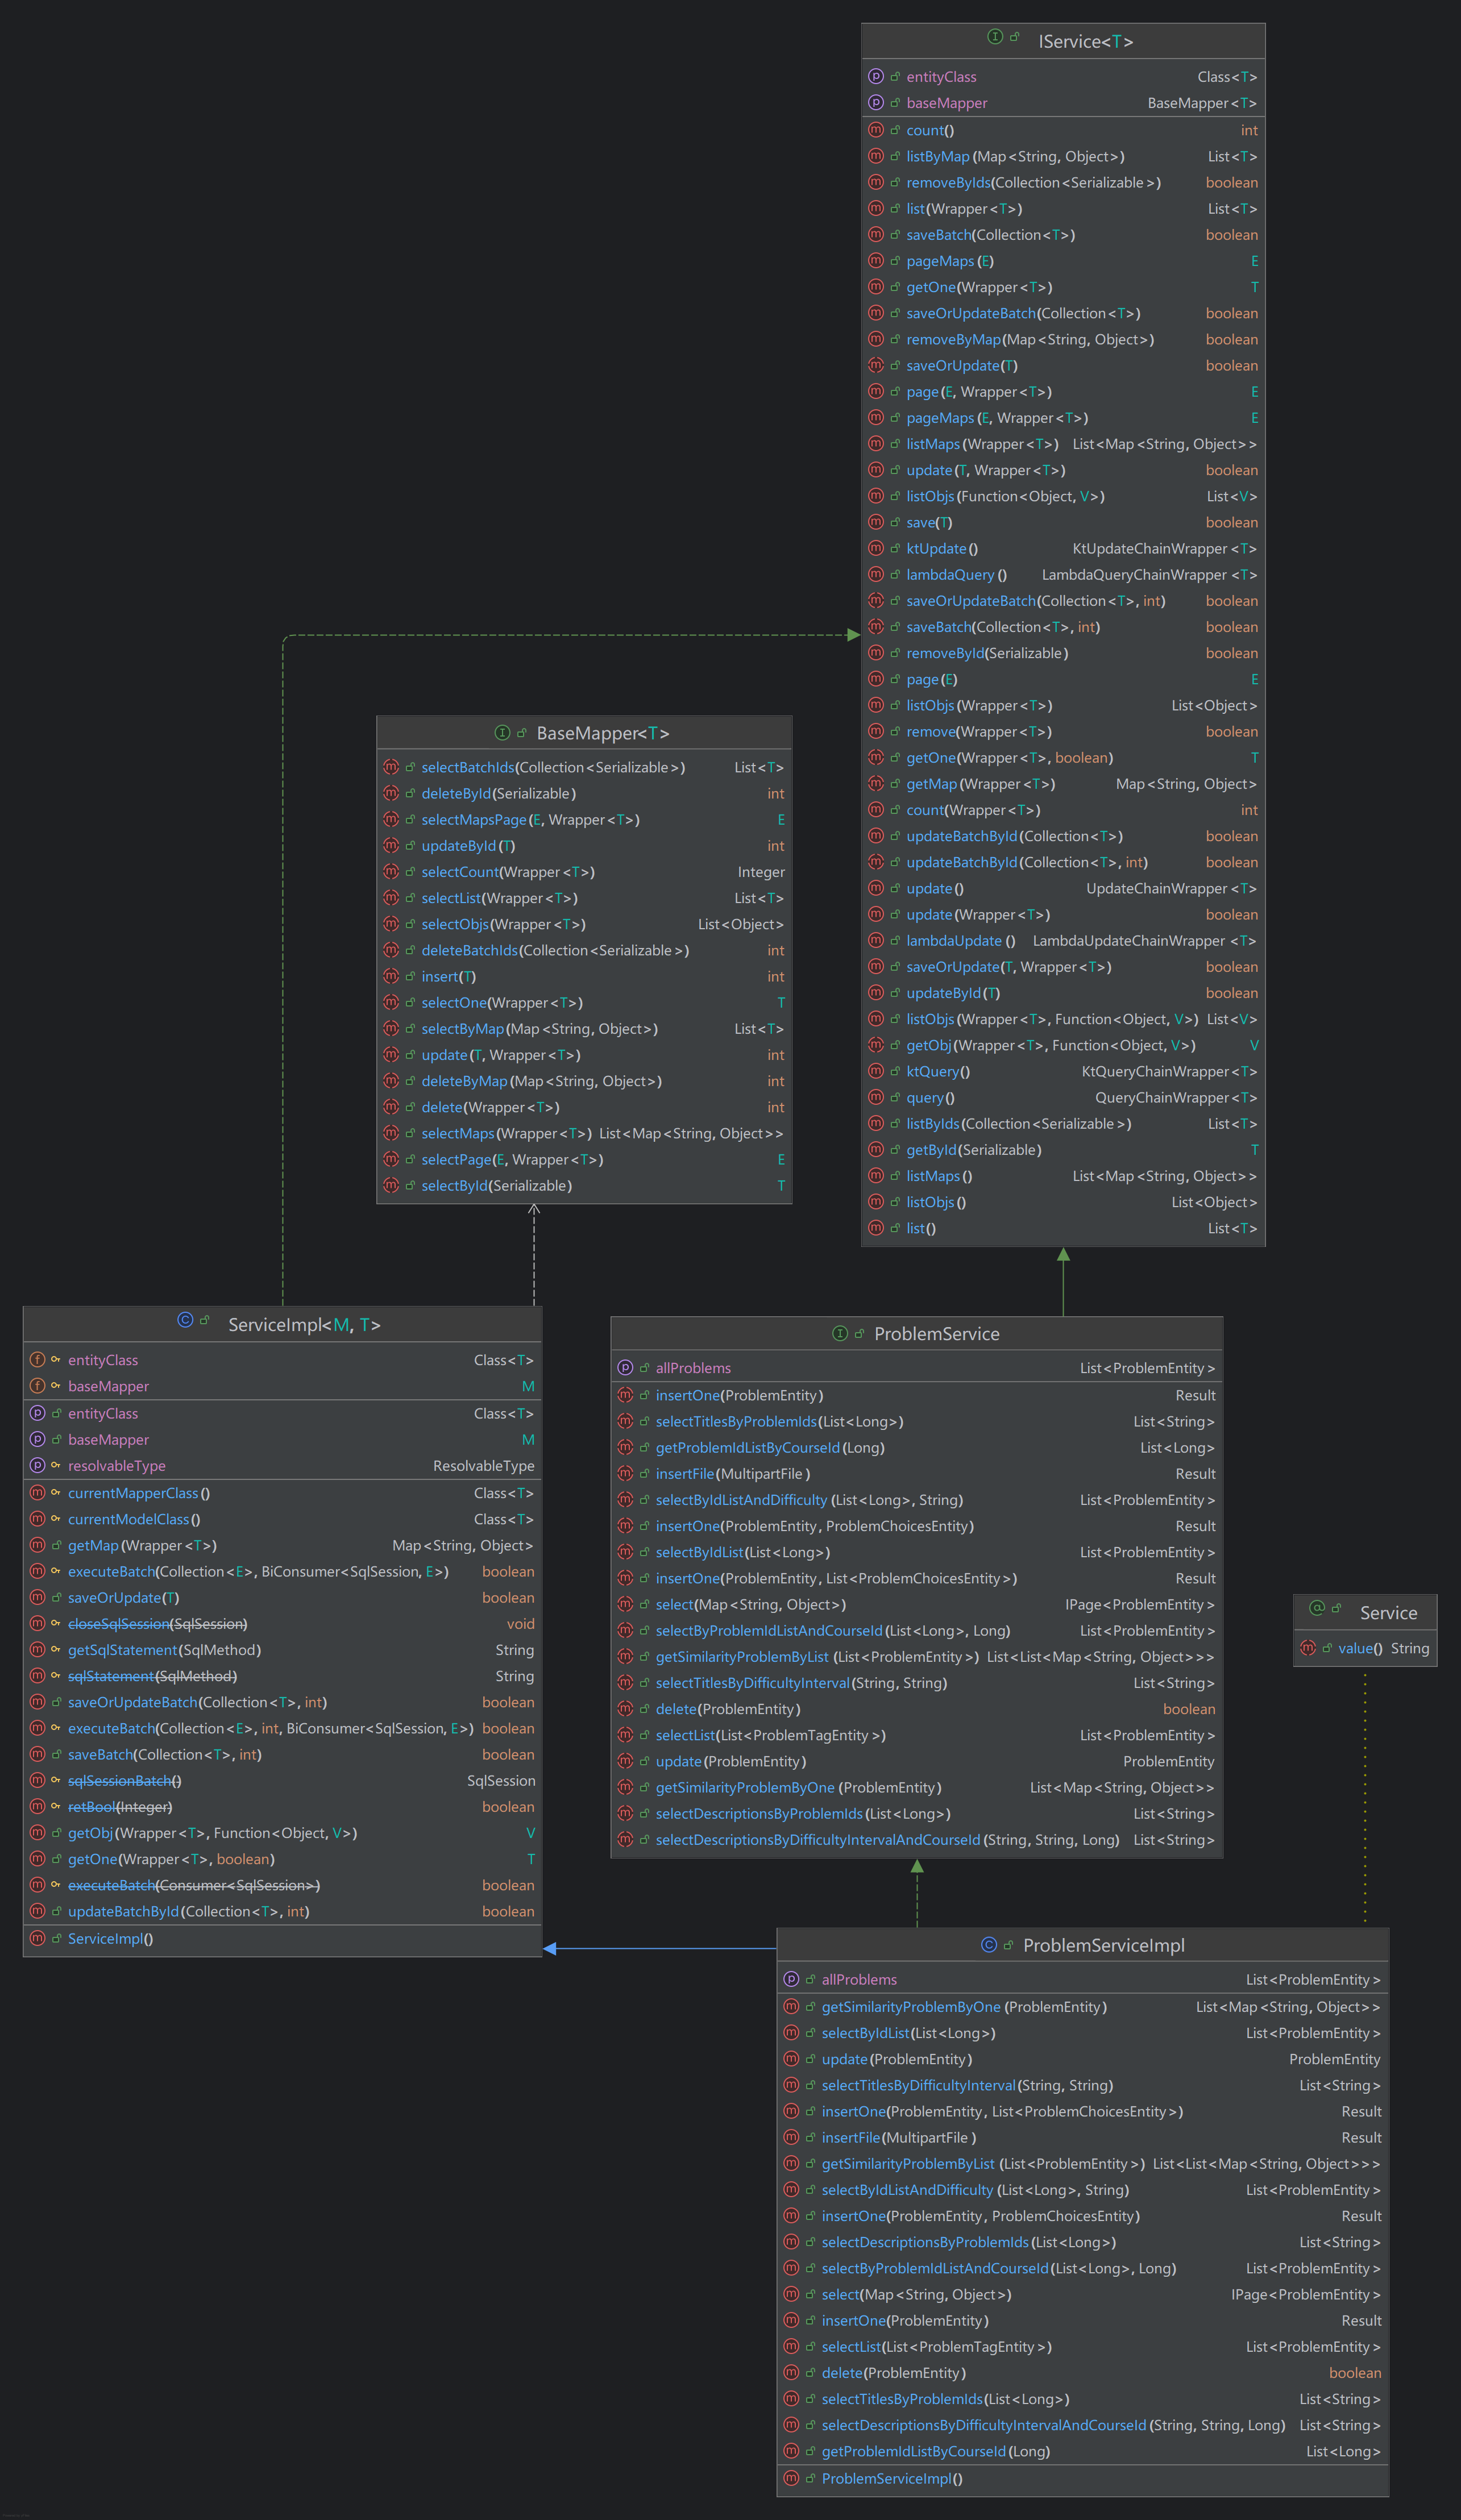 IService<T>
entityClass Class<T>
baseMapper BaseMapper<T>
count() int
listByMap(Map<String, Object>) List<T>
removeByIds(Collection<Serializable>) boolean
list(Wrapper<T>) List<T>
saveBatch(Collection<T>) boolean
pageMaps(E) E
getOne(Wrapper<T>) T
saveOrUpdateBatch(Collection<T>) boolean
removeByMap(Map<String, Object>) boolean
saveOrUpdate(T) boolean
page(E, Wrapper<T>) E
pageMaps(E, Wrapper<T>) E
listMaps(Wrapper<T>) List<Map<String, Object>>
update(T, Wrapper<T>) boolean
listObjs(Function<Object, V>) List<V>
save(T) boolean
ktUpdate() KtUpdateChainWrapper<T>
lambdaQuery() LambdaQueryChainWrapper<T>
saveOrUpdateBatch(Collection<T>, int) boolean
saveBatch(Collection<T>, int) boolean
removeById(Serializable) boolean
page(E) E
listObjs(Wrapper<T>) List<Object>
remove(Wrapper<T>) boolean
getOne(Wrapper<T>, boolean) T
getMap(Wrapper<T>) Map<String, Object>
count(Wrapper<T>) int
updateBatchById(Collection<T>) boolean
updateBatchById(Collection<T>, int) boolean
update() UpdateChainWrapper<T>
update(Wrapper<T>) boolean
lambdaUpdate() LambdaUpdateChainWrapper<T>
saveOrUpdate(T, Wrapper<T>) boolean
updateById(T) boolean
listObjs(Wrapper<T>, Function<Object, V>) List<V>
getObj(Wrapper<T>, Function<Object, V>) V
ktQuery() KtQueryChainWrapper<T>
query() QueryChainWrapper<T>
listByIds(Collection<Serializable>) List<T>
getById(Serializable) T
listMaps() List<Map<String, Object>>
listObjs() List<Object>
list() List<T>
BaseMapper<T>
selectBatchIds(Collection<Serializable>) List<T>
deleteById(Serializable) int
selectMapsPage(E, Wrapper<T>) E
updateById(T) int
selectCount(Wrapper<T>) Integer
selectList(Wrapper<T>) List<T>
selectObjs(Wrapper<T>) List<Object>
deleteBatchIds(Collection<Serializable>) int
insert(T) int
selectOne(Wrapper<T>) T
selectByMap(Map<String, Object>) List<T>
update(T, Wrapper<T>) int
deleteByMap(Map<String, Object>) int
delete(Wrapper<T>) int
selectMaps(Wrapper<T>) List<Map<String, Object>>
selectPage(E, Wrapper<T>) E
selectById(Serializable) T
ServiceImpl<M, T>
entityClass Class<T>
baseMapper M
entityClass Class<T>
baseMapper M
resolvableType ResolvableType
currentMapperClass() Class<T>
currentModelClass() Class<T>
getMap(Wrapper<T>) Map<String, Object>
executeBatch(Collection<E>, BiConsumer<SqlSession, E>) boolean
saveOrUpdate(T) boolean
closeSqlSession(SqlSession) void
getSqlStatement(SqlMethod) String
sqlStatement(SqlMethod) String
saveOrUpdateBatch(Collection<T>, int) boolean
executeBatch(Collection<E>, int, BiConsumer<SqlSession, E>) boolean
saveBatch(Collection<T>, int) boolean
sqlSessionBatch() SqlSession
retBool(Integer) boolean
getObj(Wrapper<T>, Function<Object, V>) V
getOne(Wrapper<T>, boolean) T
executeBatch(Consumer<SqlSession>) boolean
updateBatchById(Collection<T>, int) boolean
ServiceImpl()
ProblemService
allProblems List<ProblemEntity>
insertOne(ProblemEntity) Result
selectTitlesByProblemIds(List<Long>) List<String>
getProblemIdListByCourseId(Long) List<Long>
insertFile(MultipartFile) Result
selectByIdListAndDifficulty(List<Long>, String) List<ProblemEntity>
insertOne(ProblemEntity, ProblemChoicesEntity) Result
selectByIdList(List<Long>) List<ProblemEntity>
insertOne(ProblemEntity, List<ProblemChoicesEntity>) Result
select(Map<String, Object>) IPage<ProblemEntity>
selectByProblemIdListAndCourseId(List<Long>, Long) List<ProblemEntity>
getSimilarityProblemByList(List<ProblemEntity>) List<List<Map<String, Object>>>
selectTitlesByDifficultyInterval(String, String) List<String>
delete(ProblemEntity) boolean
selectList(List<ProblemTagEntity>) List<ProblemEntity>
update(ProblemEntity) ProblemEntity
getSimilarityProblemByOne(ProblemEntity) List<Map<String, Object>>
selectDescriptionsByProblemIds(List<Long>) List<String>
selectDescriptionsByDifficultyIntervalAndCourseId(String, String, Long) List<String>
Service
value() String
ProblemServiceImpl
allProblems List<ProblemEntity>
getSimilarityProblemByOne(ProblemEntity) List<Map<String, Object>>
selectByIdList(List<Long>) List<ProblemEntity>
update(ProblemEntity) ProblemEntity
selectTitlesByDifficultyInterval(String, String) List<String>
insertOne(ProblemEntity, List<ProblemChoicesEntity>) Result
insertFile(MultipartFile) Result
getSimilarityProblemByList(List<ProblemEntity>) List<List<Map<String, Object>>>
selectByIdListAndDifficulty(List<Long>, String) List<ProblemEntity>
insertOne(ProblemEntity, ProblemChoicesEntity) Result
selectDescriptionsByProblemIds(List<Long>) List<String>
selectByProblemIdListAndCourseId(List<Long>, Long) List<ProblemEntity>
select(Map<String, Object>) IPage<ProblemEntity>
insertOne(ProblemEntity) Result
selectList(List<ProblemTagEntity>) List<ProblemEntity>
delete(ProblemEntity) boolean
selectTitlesByProblemIds(List<Long>) List<String>
selectDescriptionsByDifficultyIntervalAndCourseId(String, String, Long) List<String>
getProblemIdListByCourseId(Long) List<Long>
ProblemServiceImpl()